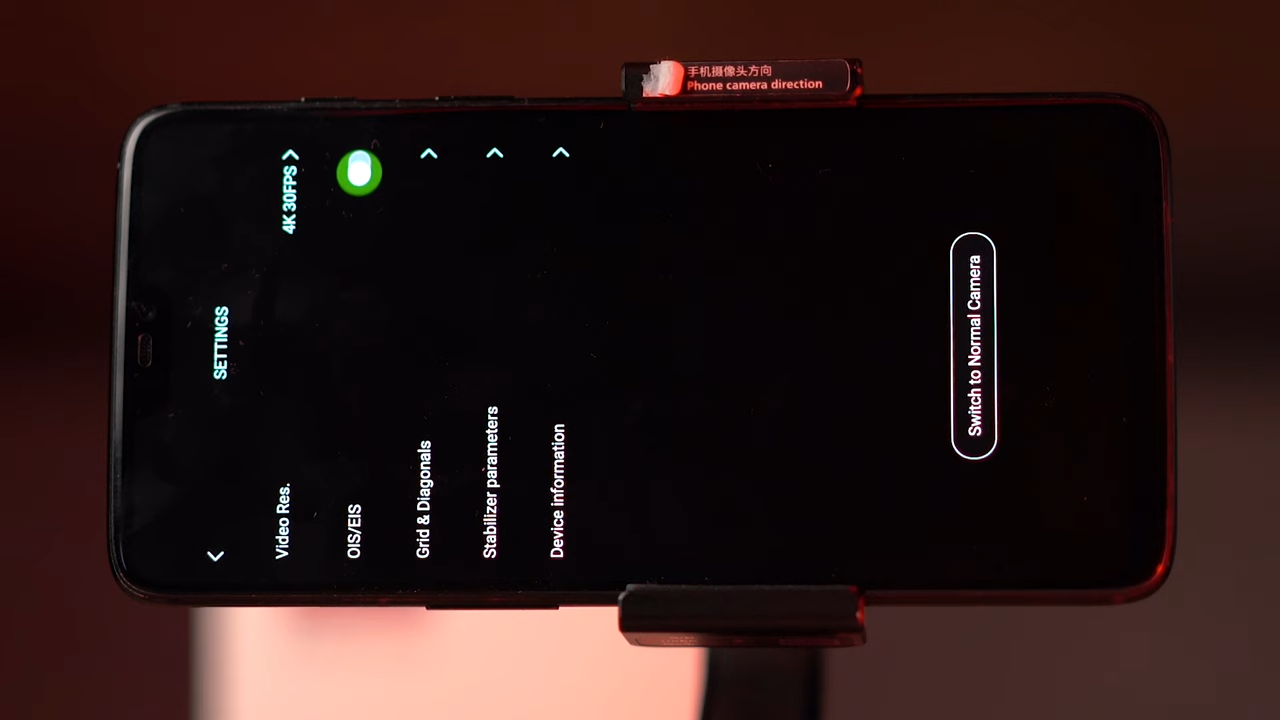 手机摄像头方向
Phone camera direction
SETTINGS
Video Res.
4K 30FPS
OIS/EIS
Grid & Diagonals
Stabilizer parameters
Device information
Switch to Normal Camera